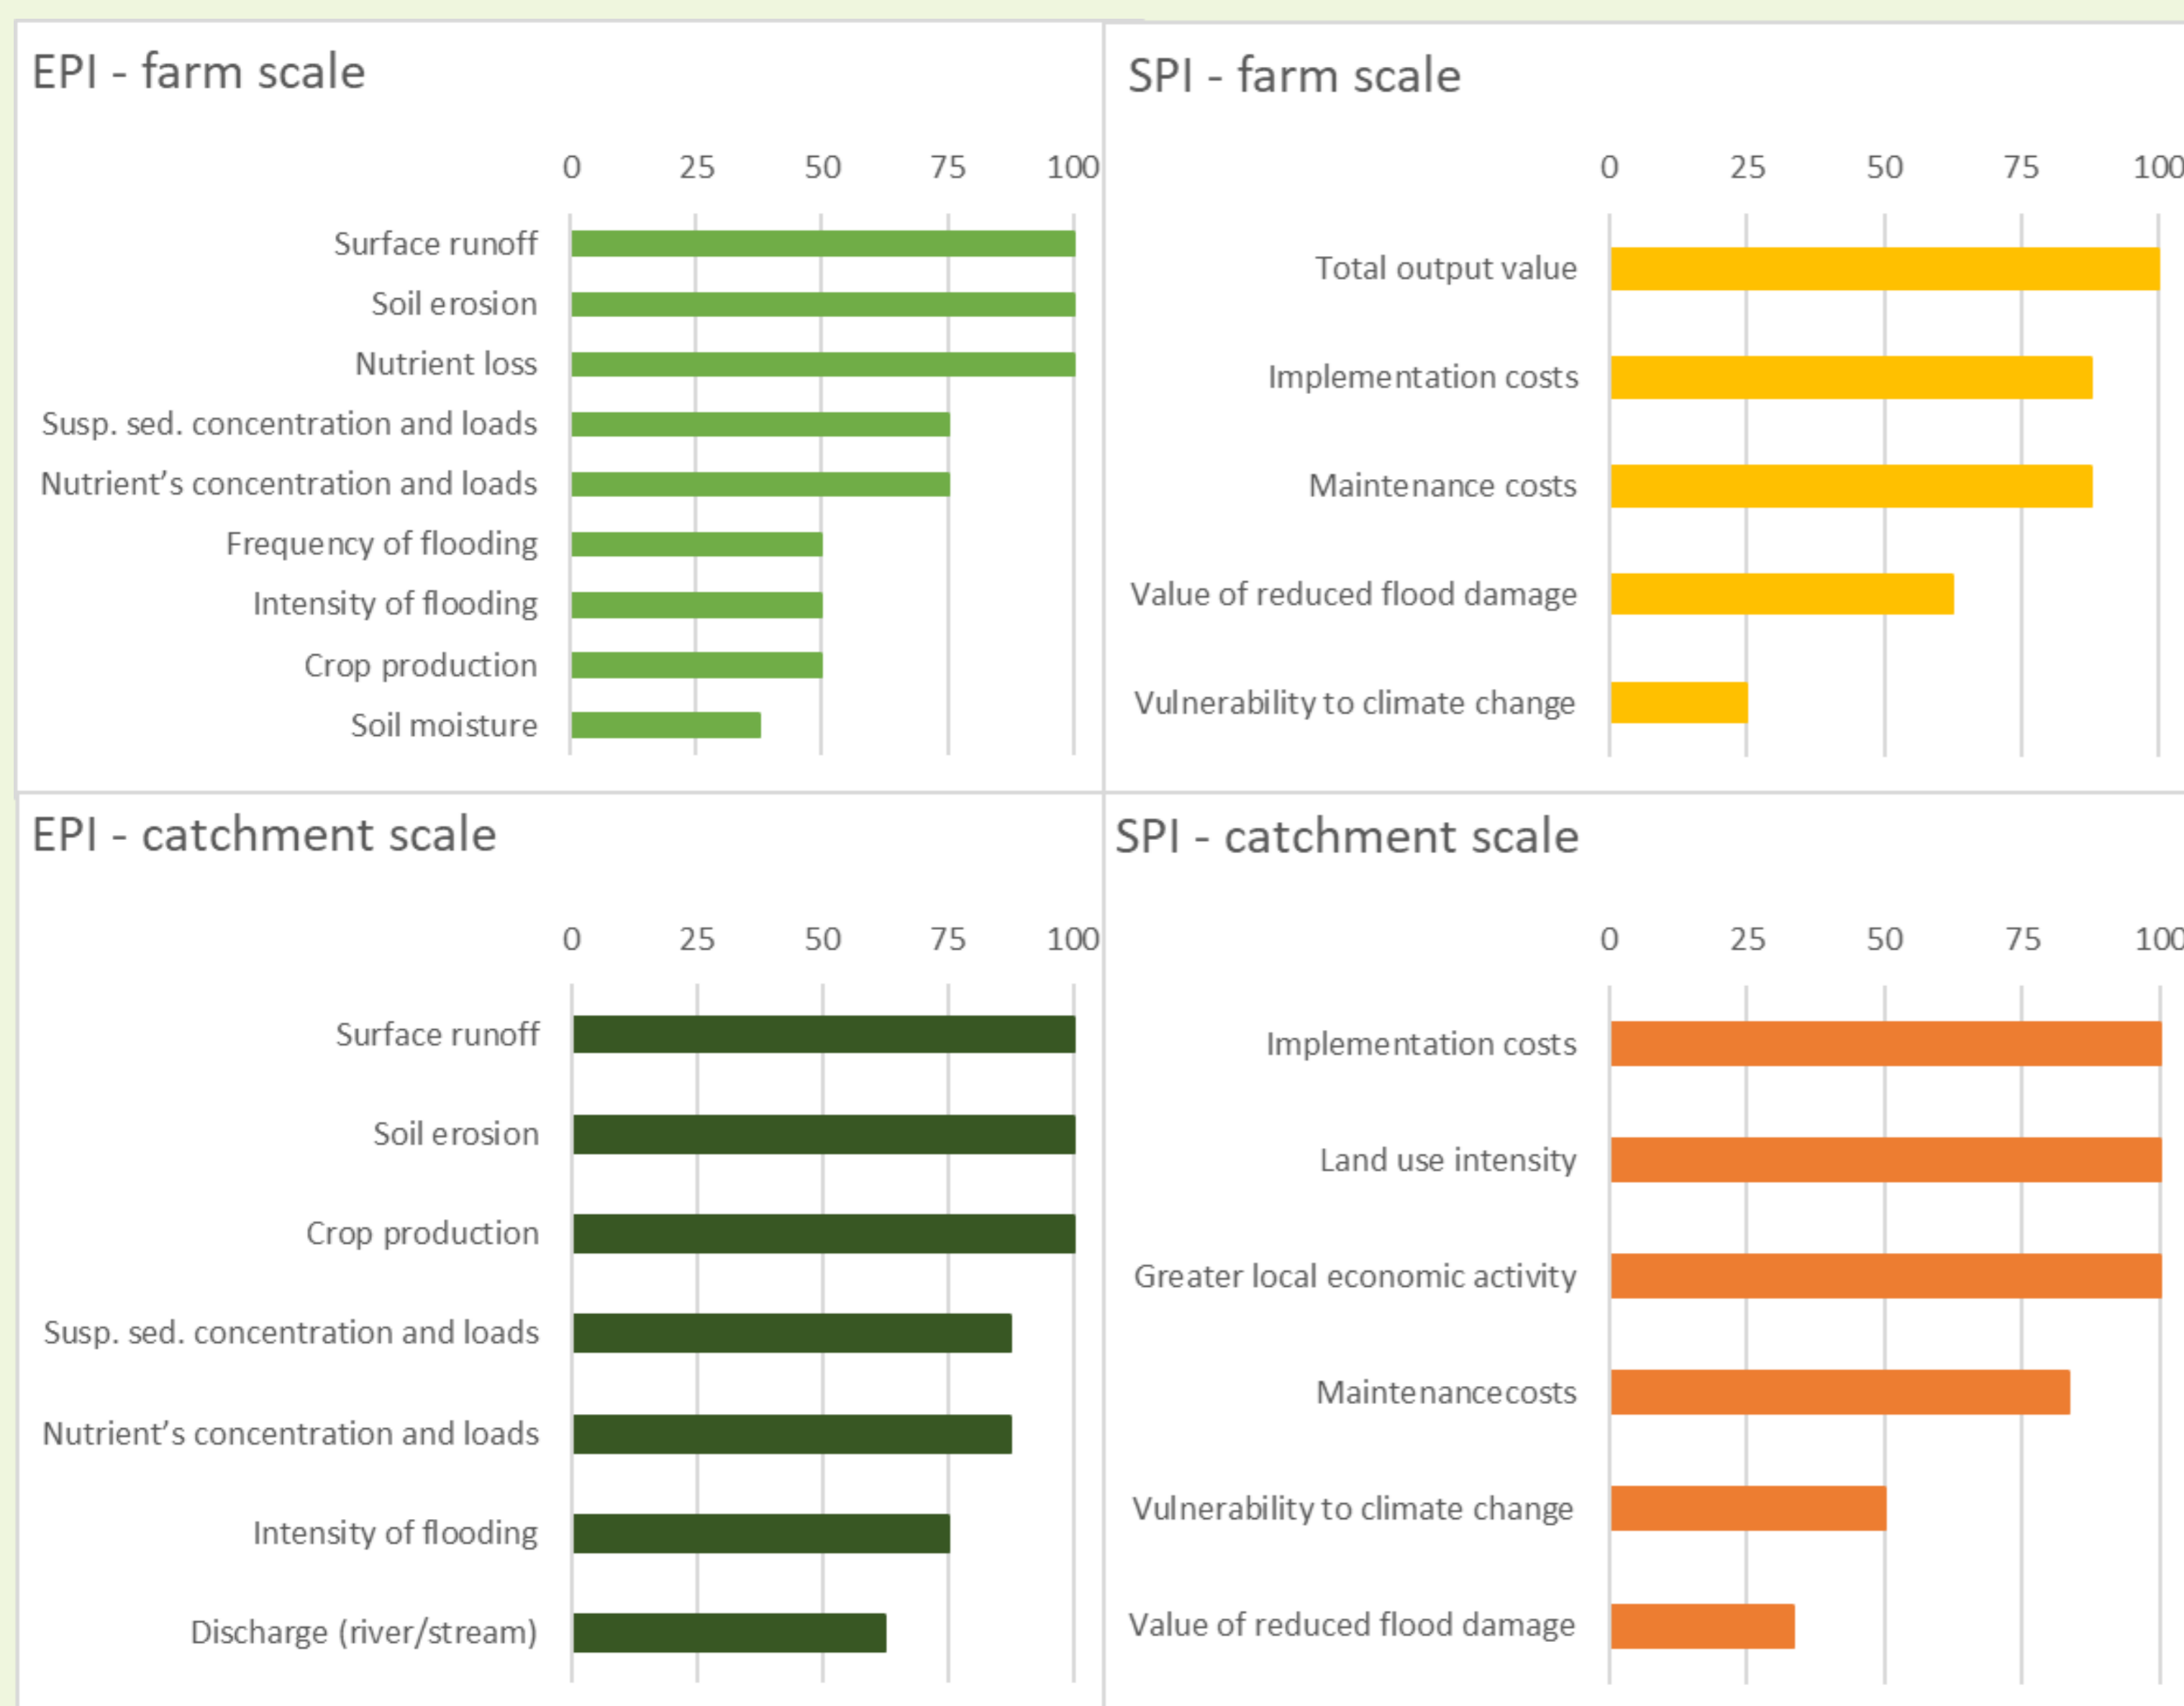 EPI - farm scale
0 25 50 75 100
Surface runoff
Soil erosion
Nutrient loss
Susp. sed. concentration and loads
Nutrient’s concentration and loads
Frequency of flooding
Intensity of flooding
Crop production
Soil moisture
SPI - farm scale
0 25 50 75 100
Total output value
Implementation costs
Maintenance costs
Value of reduced flood damage
Vulnerability to climate change
EPI - catchment scale
0 25 50 75 100
Surface runoff
Soil erosion
Crop production
Susp. sed. concentration and loads
Nutrient’s concentration and loads
Intensity of flooding
Discharge (river/stream)
SPI - catchment scale
0 25 50 75 100
Implementation costs
Land use intensity
Greater local economic activity
Maintenancecosts
Vulnerability to climate change
Value of reduced flood damage